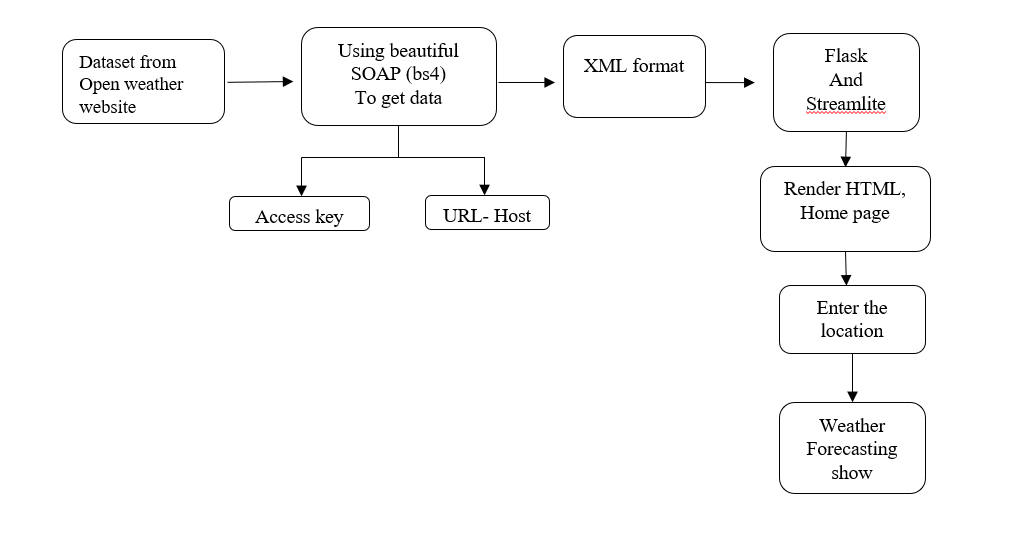 Dataset from
Open weather
website
Using beautiful
SOAP (bs4)
To get data
XML format
Flask
And
Streamlite
Access key
URL- Host
Render HTML,
Home page
Enter the
location
Weather
Forecasting
show